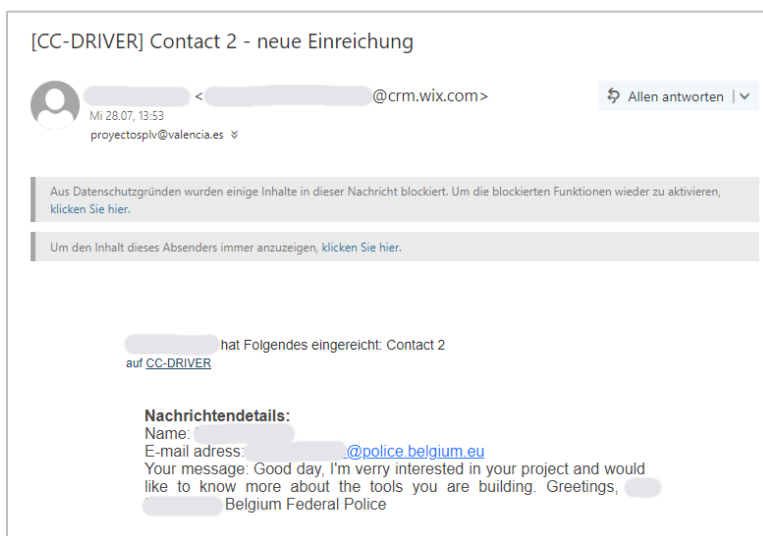 [CC-DRIVER] Contact 2 - neue Einreichung
< @crm.wix.com>
Allen antworten
Mi 28.07, 13:53
proyectosplv@valencia.es
Aus Datenschutzgründen wurden einige Inhalte in dieser Nachricht blockiert. Um die blockierten Funktionen wieder zu aktivieren,
klicken Sie hier.
Um den Inhalt dieses Absenders immer anzuzeigen, klicken Sie hier.
hat Folgendes eingereicht: Contact 2
auf CC-DRIVER
Nachrichtendetails:
Name:
E-mail adress: @police.belgium.eu
Your message: Good day, I'm verry interested in your project and would
like to know more about the tools you are building. Greetings,
Belgium Federal Police